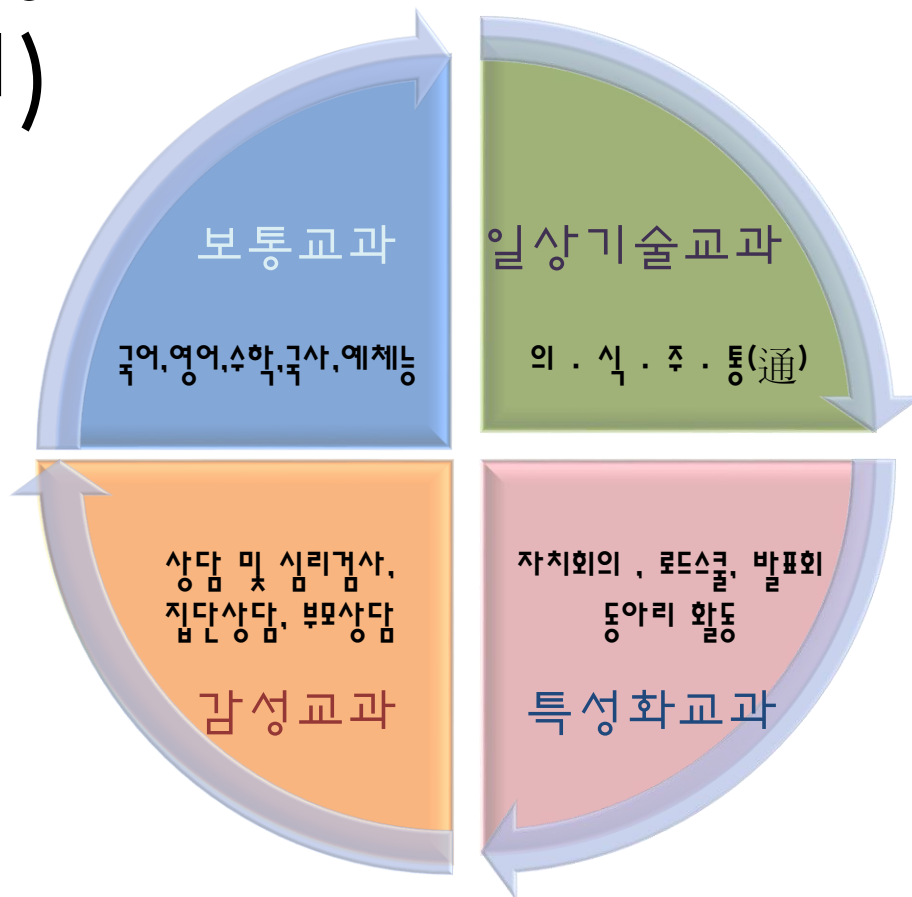 )
보통교과
국어,영어,수학,국사,예체능
일상기술교과
의 . 식 . 주 . 통(通)
상담 및 심리검사,
집단상담, 부모상담
감성교과
자치회의 , 로드스쿨, 발표회
동아리 활동
특성화교과